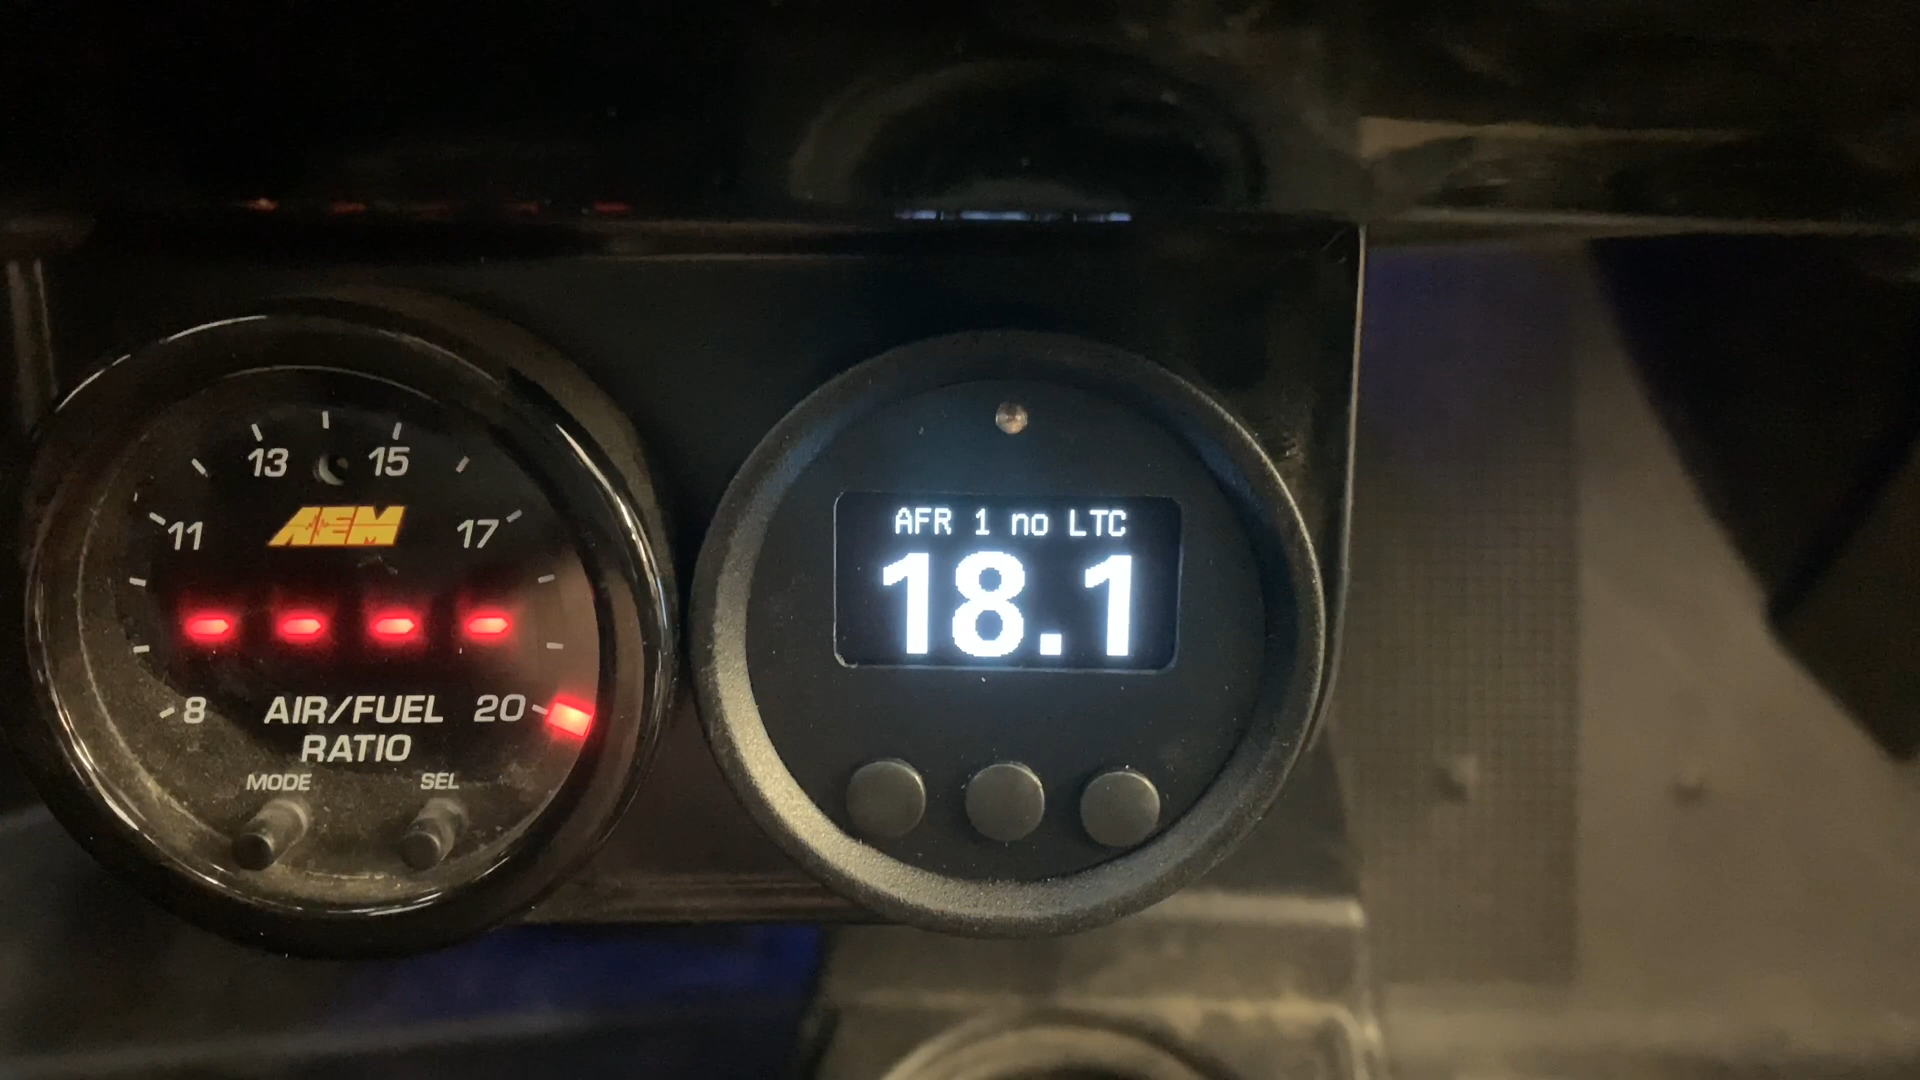 13 15
11 AEM 17
----
8 AIR/FUEL 20
RATIO
MODE SEL
AFR 1 no LTC
18.1